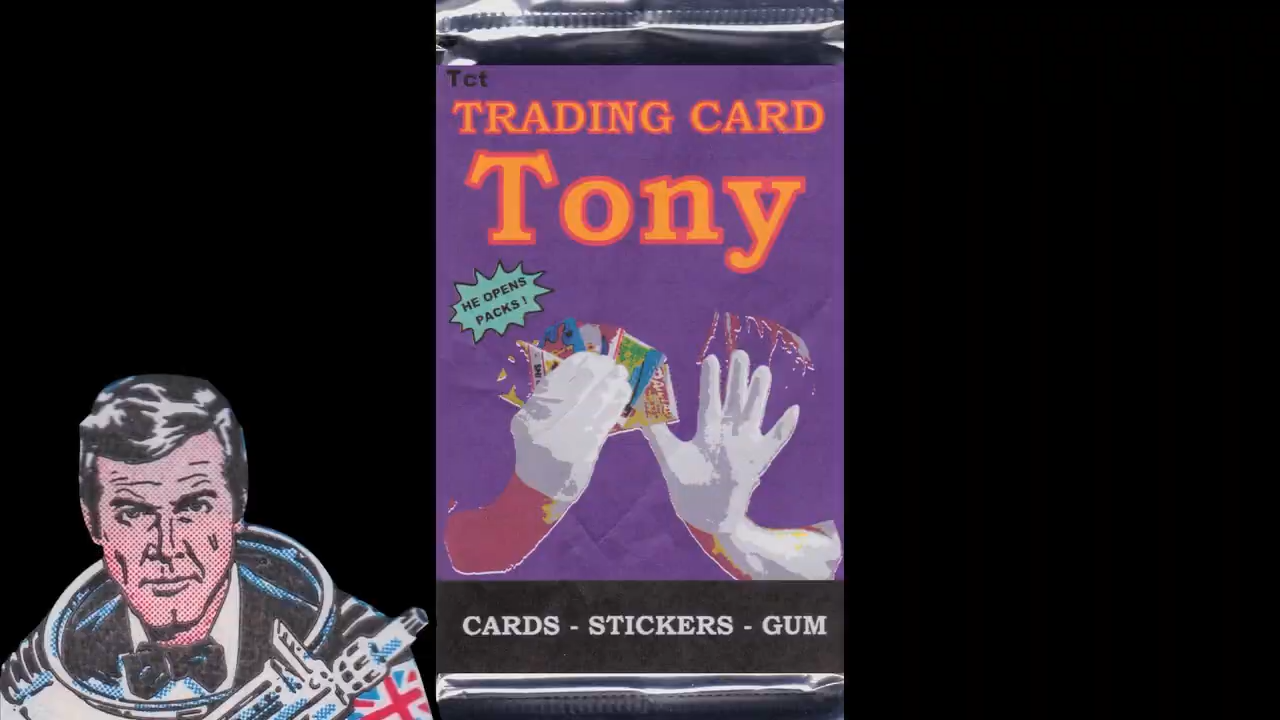 Tct
TRADING CARD
Tony
HE OPENS
PACKS !
CARDS - STICKERS - GUM